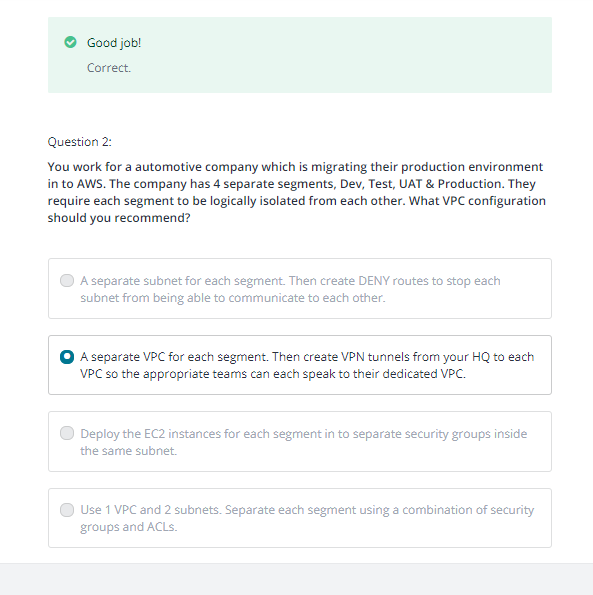 Good job!
Correct.
Question 2:
You work for a automotive company which is migrating their production environment
in to AWS. The company has 4 separate segments, Dev, Test, UAT & Production. They
require each segment to be logically isolated from each other. What VPC configuration
should you recommend?
A separate subnet for each segment. Then create DENY routes to stop each
subnet from being able to communicate to each other.
A separate VPC for each segment. Then create VPN tunnels from your HQ to each
VPC so the appropriate teams can each speak to their dedicated VPC.
Deploy the EC2 instances for each segment in to separate security groups inside
the same subnet.
Use 1 VPC and 2 subnets. Separate each segment using a combination of security
groups and ACLs.